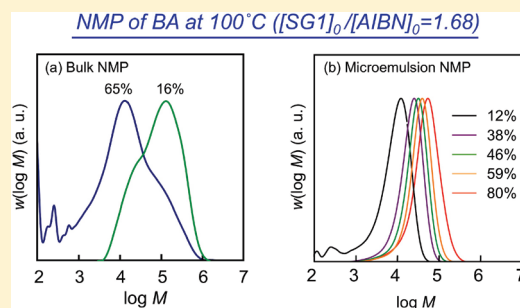 NMP of BA at 100°C ([SG1]0/[AIBN]0=1.68)
(a) Bulk NMP
65%
16%
w(log M) (a. u.)
2 3 4 5 6 7
log M
(b) Microemulsion NMP
12%
38%
46%
59%
80%
w(log M) (a. u.)
2 3 4 5 6 7
log M